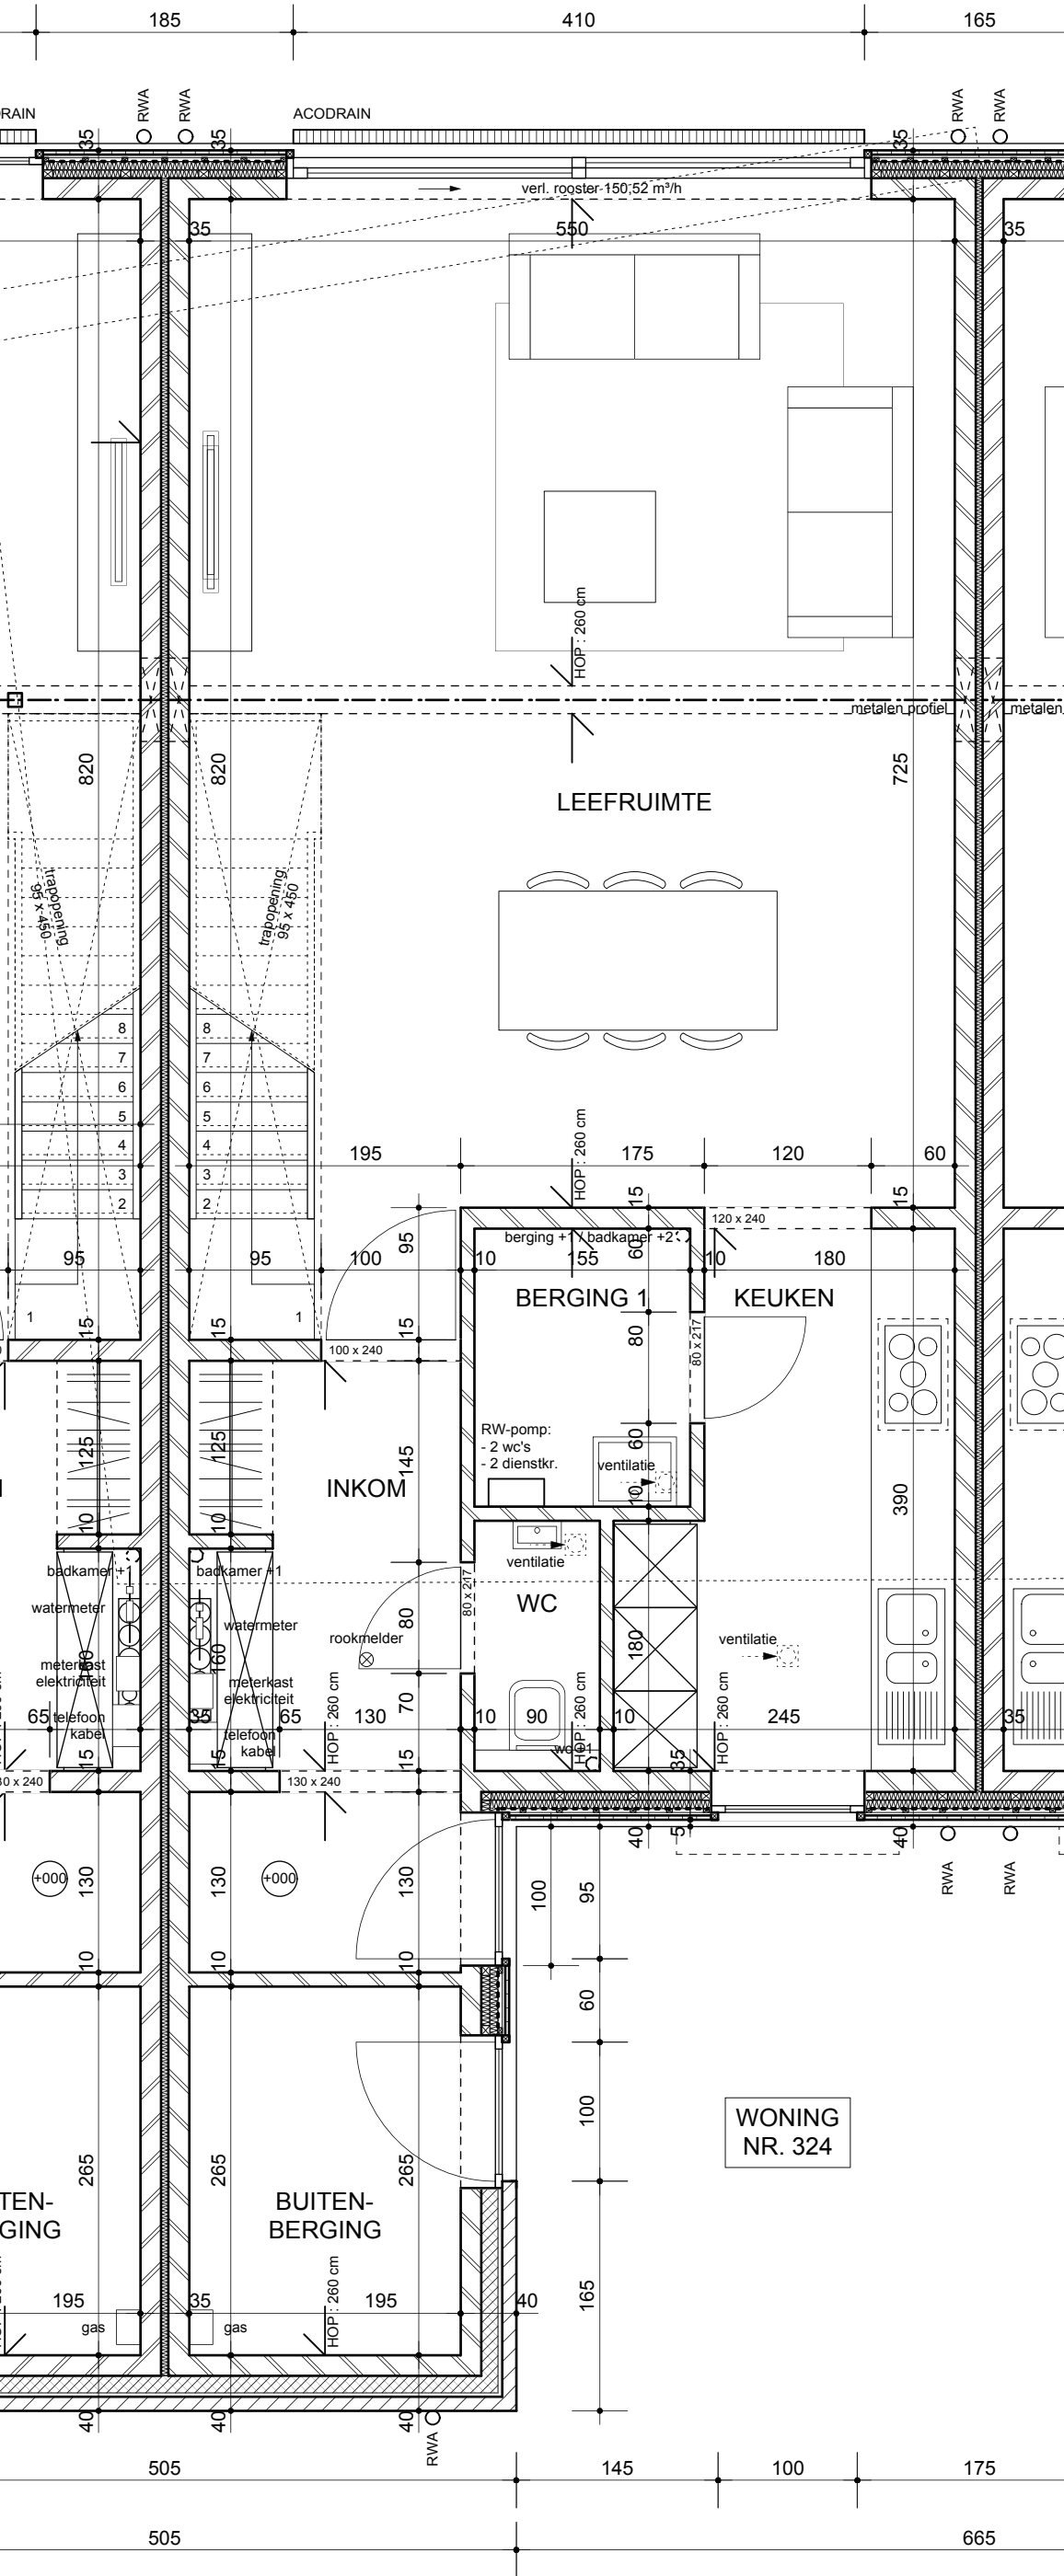 185
410
165
RWA
RWA
RWA
RWA
RAIN
ACODRAIN
35
35
35
verl. rooster 150,52 m³/h
35
550
35
HOP : 260 cm
metalen profiel
metalen
820
820
725
LEEFRUIMTE
trapopening
95 x 450
trapopening
95 x 450
8
7
6
5
4
3
2
1
8
7
6
5
4
3
2
1
HOP : 260 cm
195
175
120
60
15
15
120 x 240
berging +1 / badkamer +2
95
60
95
95
100
10
155
10
180
BERGING 1
KEUKEN
15
15
15
80
80 x 217
100 x 240
RW-pomp:
- 2 wc's
- 2 dienstkr.
60
ventilatie
125
125
145
INKOM
390
10
10
10
badkamer +1
badkamer +1
ventilatie
80 x 217
WC
watermeter
watermeter
80
rookmelder
180
ventilatie
160
160
meterkast
elektriciteit
meterkast
elektriciteit
70
HOP : 260 cm
HOP : 260 cm
HOP : 260 cm
65
telefoon
kabel
35
65
telefoon
kabel
130
10
90
10
245
35
wc +1
15
15
15
35
30 x 240
130 x 240
40
5
40
RWA
RWA
+000
+000
130
130
130
100
95
10
10
10
60
100
WONING
NR. 324
265
265
265
TEN-
GING
BUITEN-
BERGING
HOP : 260 cm
195
35
195
40
165
gas
gas
40
40
40
RWA
505
145
100
175
505
665